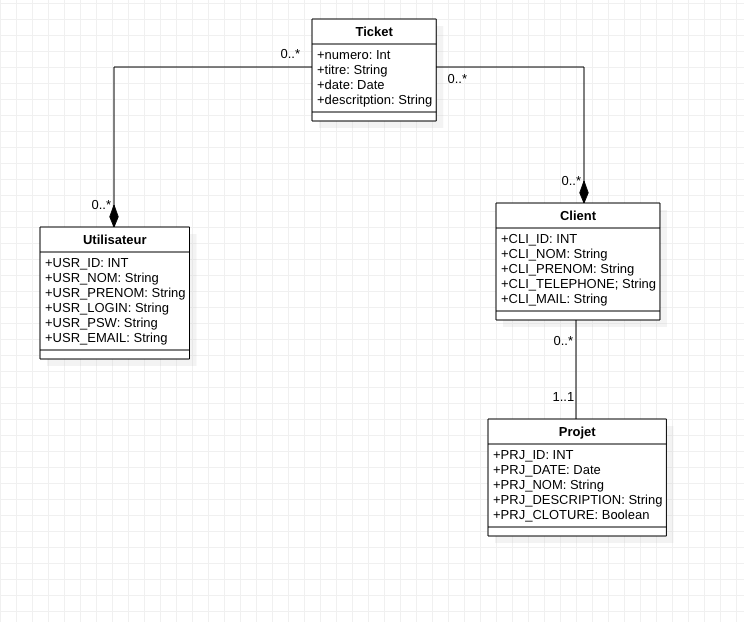 Ticket
+numero: Int
+titre: String
+date: Date
+descritption: String
0..*
0..*
0..*
0..*
Utilisateur
+USR_ID: INT
+USR_NOM: String
+USR_PRENOM: String
+USR_LOGIN: String
+USR_PSW: String
+USR_EMAIL: String
Client
+CLI_ID: INT
+CLI_NOM: String
+CLI_PRENOM: String
+CLI_TELEPHONE; String
+CLI_MAIL: String
0..*
1..1
Projet
+PRJ_ID: INT
+PRJ_DATE: Date
+PRJ_NOM: String
+PRJ_DESCRIPTION: String
+PRJ_CLOTURE: Boolean